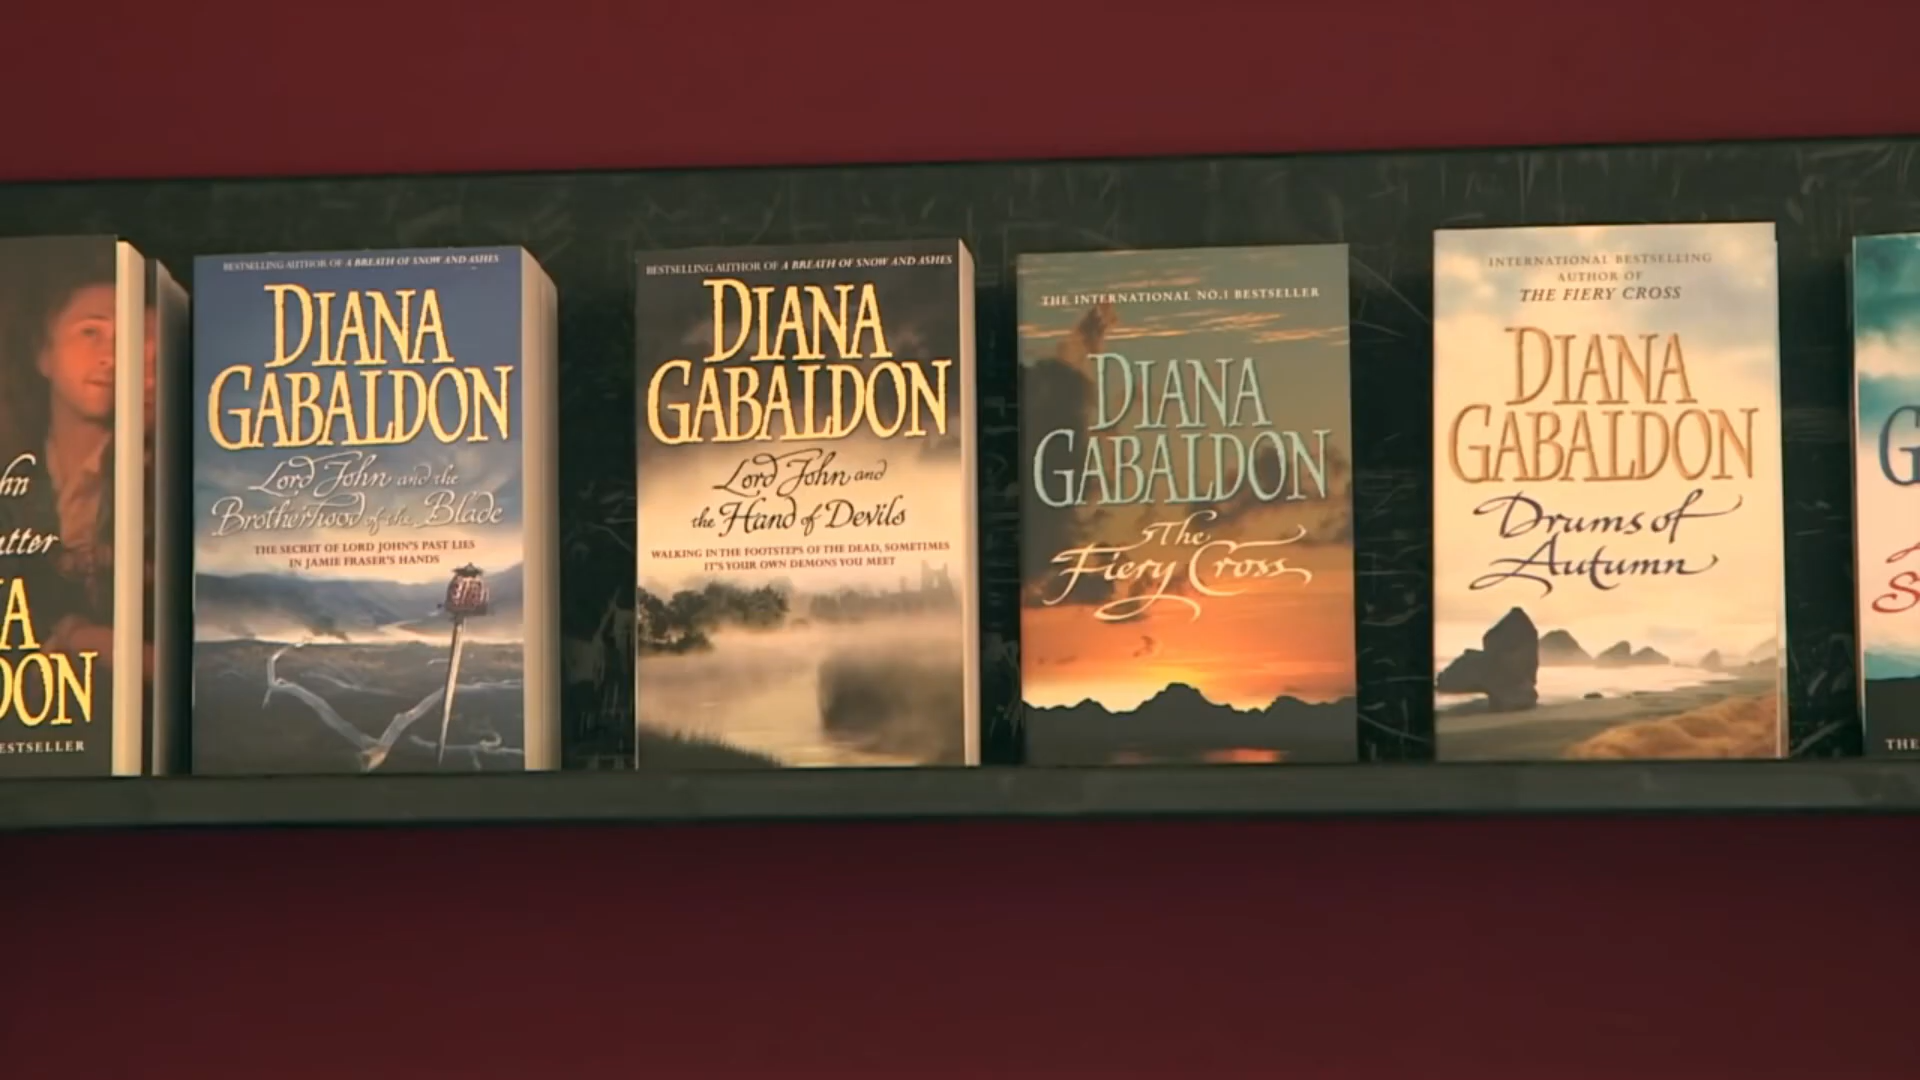 BESTSELLING AUTHOR OF A BREATH OF SNOW AND ASHES
DIANA
GABALDON
Lord John and the
Brotherhood of the Blade
THE SECRET OF LORD JOHN'S PAST LIES
IN JAMIE FRASER'S HANDS
BESTSELLING AUTHOR OF A BREATH OF SNOW AND ASHES
DIANA
GABALDON
Lord John and
the Hand of Devils
WALKING IN THE FOOTSTEPS OF THE DEAD, SOMETIMES
IT'S YOUR OWN DEMONS YOU MEET
THE INTERNATIONAL NO.1 BESTSELLER
DIANA
GABALDON
The
Fiery Cross
INTERNATIONAL BESTSELLING
AUTHOR OF
THE FIERY CROSS
DIANA
GABALDON
Drums of
Autumn
THE